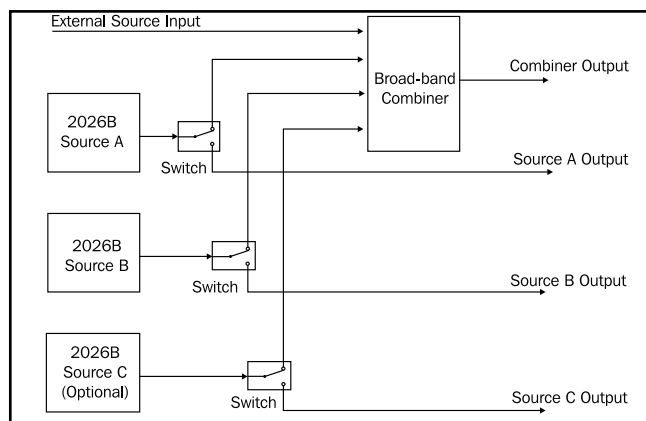 External Source Input
Broad-band
Combiner
Combiner Output
2026B
Source A
Switch
Source A Output
2026B
Source B
Switch
Source B Output
2026B
Source C
(Optional)
Switch
Source C Output